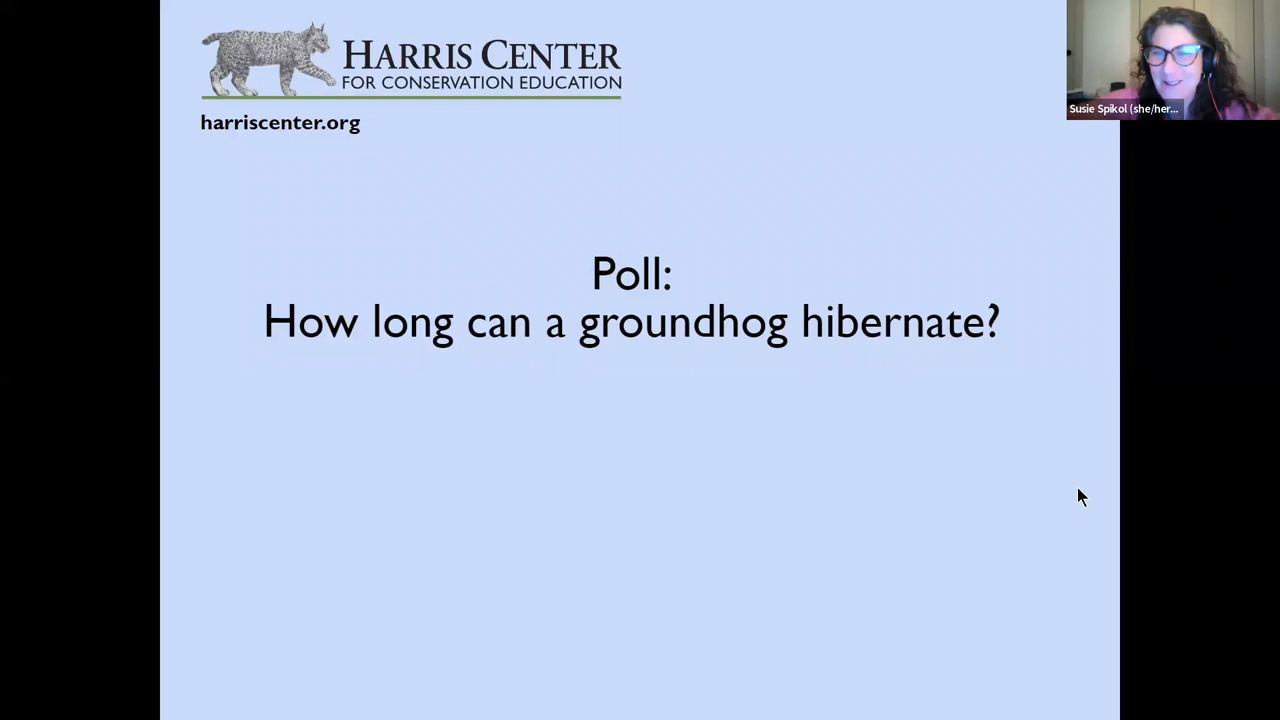 HARRIS CENTER
FOR CONSERVATION EDUCATION
harriscenter.org
Susie Spikol (she/her...
Poll:
How long can a groundhog hibernate?